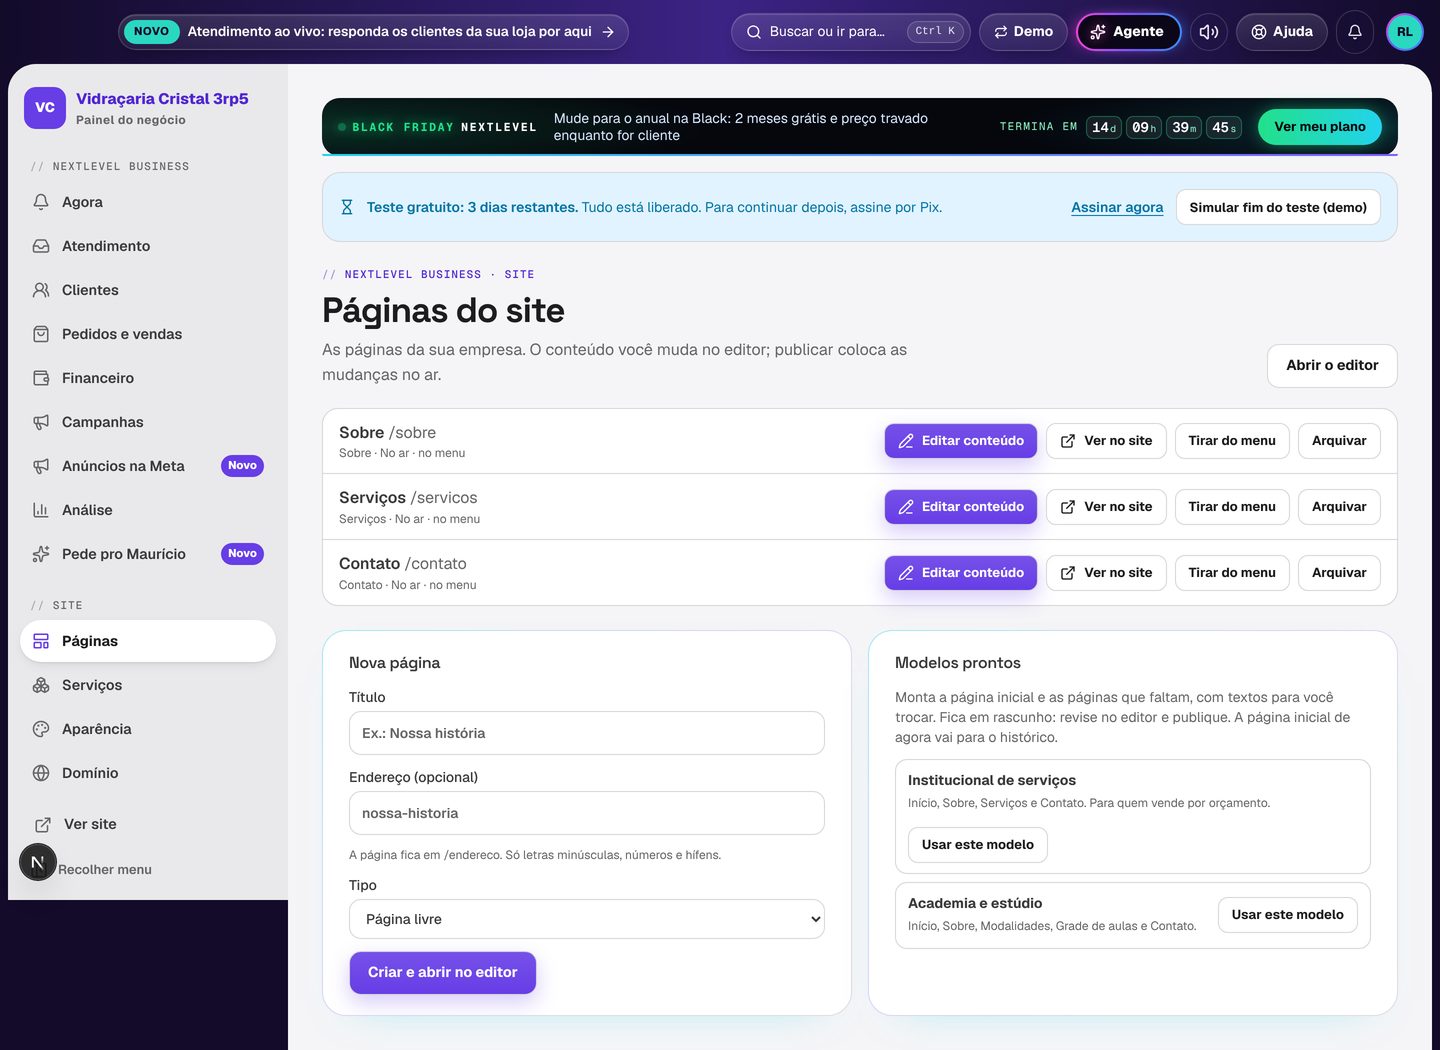 NOVO Atendimento ao vivo: responda os clientes da sua loja por aqui →
Buscar ou ir para... Ctrl K
Demo
Agente
Ajuda
RL
VC
Vidraçaria Cristal 3rp5
Painel do negócio
// NEXTLEVEL BUSINESS
Agora
Atendimento
Clientes
Pedidos e vendas
Financeiro
Campanhas
Anúncios na Meta Novo
Análise
Pede pro Maurício Novo
// SITE
Páginas
Serviços
Aparência
Domínio
Ver site
N
Recolher menu
BLACK FRIDAY NEXTLEVEL
Mude para o anual na Black: 2 meses grátis e preço travado
enquanto for cliente
TERMINA EM 14d 09h 39m 45s
Ver meu plano
Teste gratuito: 3 dias restantes. Tudo está liberado. Para continuar depois, assine por Pix.
Assinar agora
Simular fim do teste (demo)
// NEXTLEVEL BUSINESS · SITE
Páginas do site
As páginas da sua empresa. O conteúdo você muda no editor; publicar coloca as
mudanças no ar.
Abrir o editor
Sobre /sobre
Sobre · No ar · no menu
Editar conteúdo Ver no site Tirar do menu Arquivar
Serviços /servicos
Serviços · No ar · no menu
Editar conteúdo Ver no site Tirar do menu Arquivar
Contato /contato
Contato · No ar · no menu
Editar conteúdo Ver no site Tirar do menu Arquivar
Nova página
Título
Ex.: Nossa história
Endereço (opcional)
nossa-historia
A página fica em /endereco. Só letras minúsculas, números e hífens.
Tipo
Página livre
Criar e abrir no editor
Modelos prontos
Monta a página inicial e as páginas que faltam, com textos para você
trocar. Fica em rascunho: revise no editor e publique. A página inicial de
agora vai para o histórico.
Institucional de serviços
Início, Sobre, Serviços e Contato. Para quem vende por orçamento.
Usar este modelo
Academia e estúdio
Início, Sobre, Modalidades, Grade de aulas e Contato.
Usar este modelo